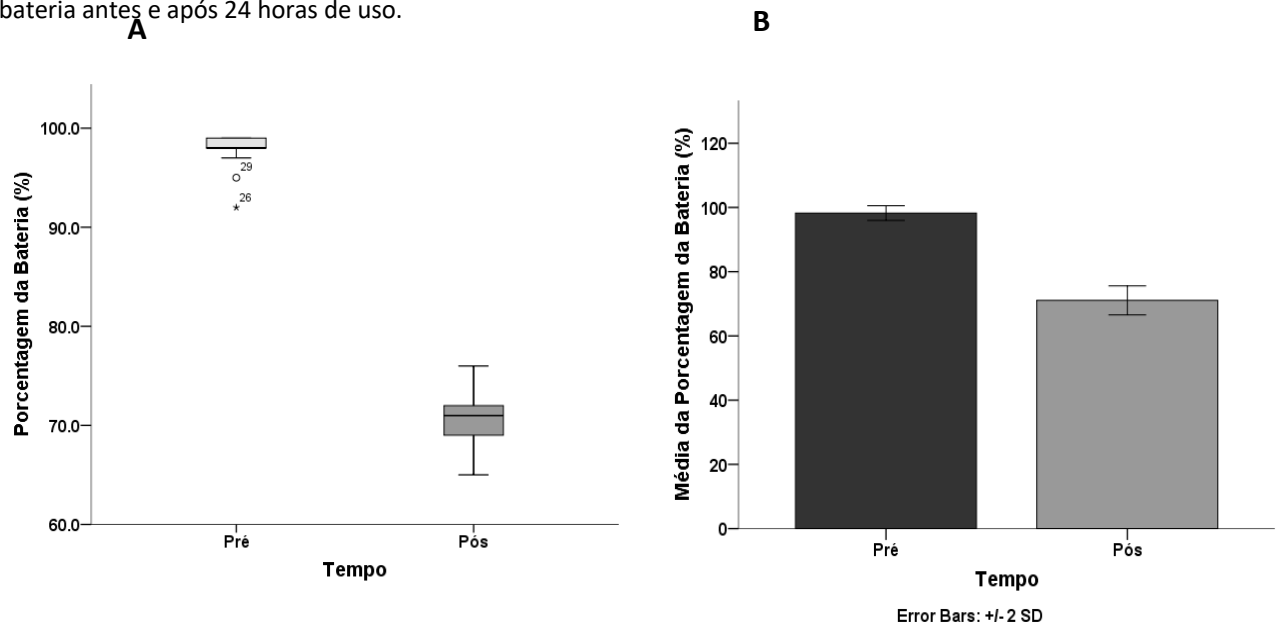 bateria antes e após 24 horas de uso.
A
Porcentagem da Bateria (%)
100.0
90.0
80.0
70.0
60.0
29
26
Pré
Pós
Tempo
B
Média da Porcentagem da Bateria (%)
120
100
80
60
40
20
0
Pré
Pós
Tempo
Error Bars: +/- 2 SD